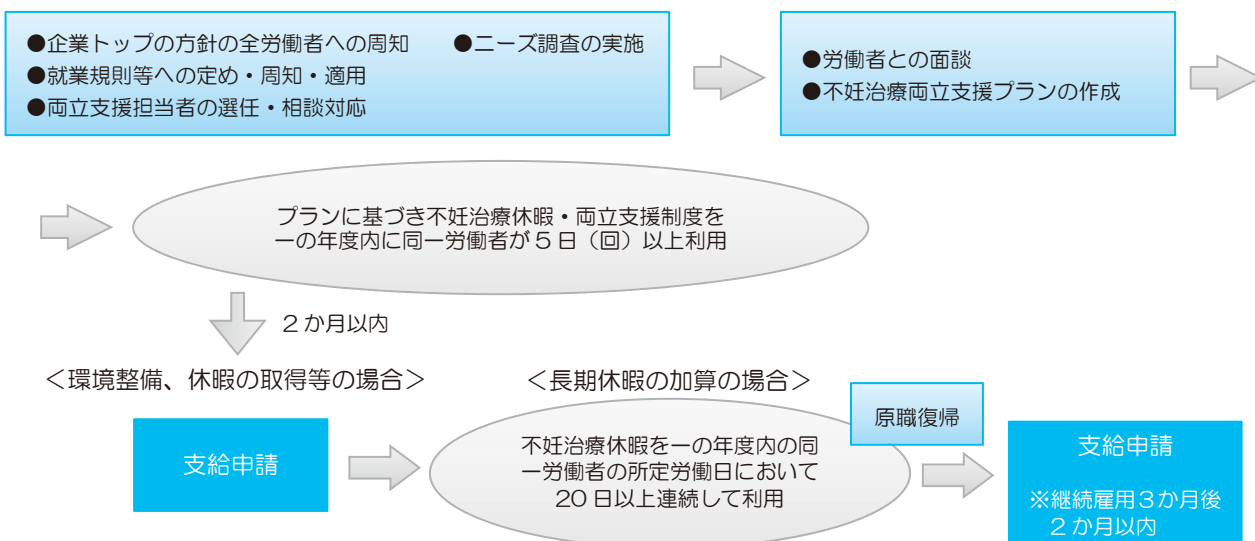 ●企業トップの方針の全労働者への周知　　●ニーズ調査の実施
●就業規則等への定め・周知・適用
●両立支援担当者の選任・相談対応
●労働者との面談
●不妊治療両立支援プランの作成
プランに基づき不妊治療休暇・両立支援制度を
一の年度内に同一労働者が５日（回）以上利用
２か月以内
＜環境整備、休暇の取得等の場合＞
支給申請
＜長期休暇の加算の場合＞
不妊治療休暇を一の年度内の同
一労働者の所定労働日において
20日以上連続して利用
原職復帰
支給申請
※継続雇用３か月後
２か月以内